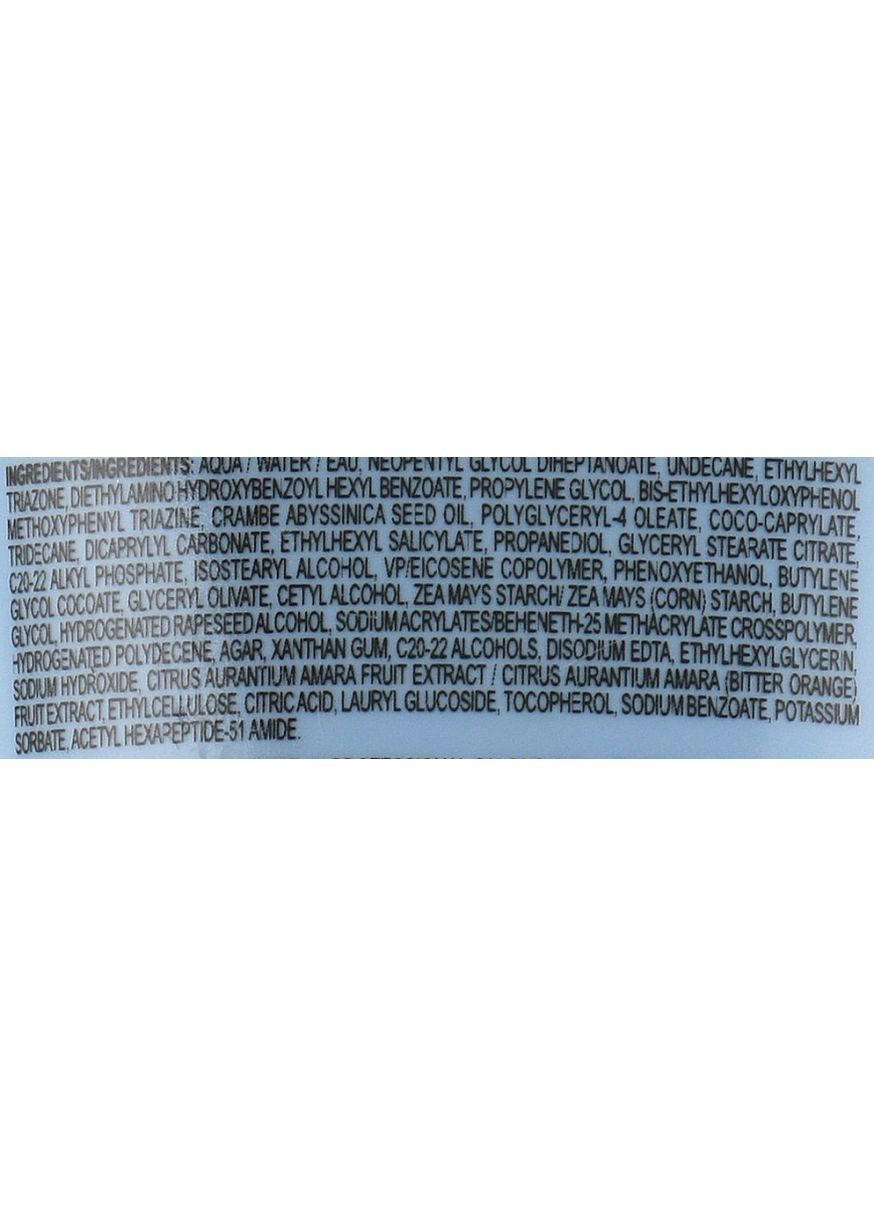 INGREDIENTS/INGREDIENTS: AQUA / WATER / EAU, NEOPENTYL GLYCOL DIHEPTANOATE, UNDECANE, ETHYLHEXYL
TRIAZONE, DIETHYLAMINO HYDROXYBENZOYL HEXYL BENZOATE, PROPYLENE GLYCOL, BIS-ETHYLHEXYLOXYPHENOL
METHOXYPHENYL TRIAZINE, CRAMBE ABYSSINICA SEED OIL, POLYGLYCERYL-4 OLEATE, COCO-CAPRYLATE,
TRIDECANE, DICAPRYLYL CARBONATE, ETHYLHEXYL SALICYLATE, PROPANEDIOL, GLYCERYL STEARATE CITRATE,
C20-22 ALKYL PHOSPHATE, ISOSTEARYL ALCOHOL, VP/EICOSENE COPOLYMER, PHENOXYETHANOL, BUTYLENE
GLYCOL COCOATE, GLYCERYL OLIVATE, CETYL ALCOHOL, ZEA MAYS STARCH/ ZEA MAYS (CORN) STARCH, BUTYLENE
GLYCOL, HYDROGENATED RAPESEED ALCOHOL, SODIUM ACRYLATES/BEHENETH-25 METHACRYLATE CROSSPOLYMER,
HYDROGENATED POLYDECENE, AGAR, XANTHAN GUM, C20-22 ALCOHOLS, DISODIUM EDTA, ETHYLHEXYLGLYCERIN,
SODIUM HYDROXIDE, CITRUS AURANTIUM AMARA FRUIT EXTRACT / CITRUS AURANTIUM AMARA (BITTER ORANGE)
FRUIT EXTRACT, ETHYLCELLULOSE, CITRIC ACID, LAURYL GLUCOSIDE, TOCOPHEROL, SODIUM BENZOATE, POTASSIUM
SORBATE, ACETYL HEXAPEPTIDE-51 AMIDE.